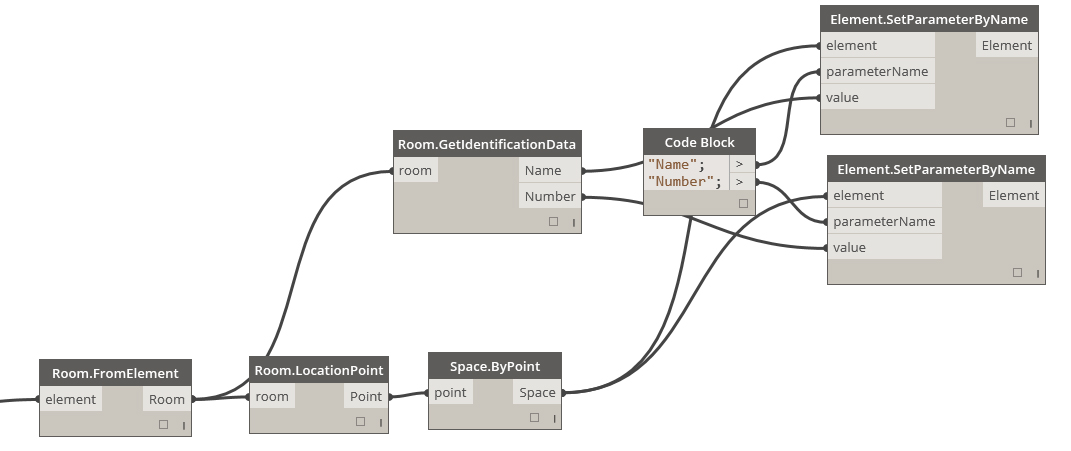 Element.SetParameterByName
element Element
parameterName
value
Room.GetIdentificationData
room Name
Number
Code Block
"Name"; >
"Number"; >
Element.SetParameterByName
element Element
parameterName
value
Room.FromElement
element Room
Room.LocationPoint
room Point
Space.ByPoint
point Space